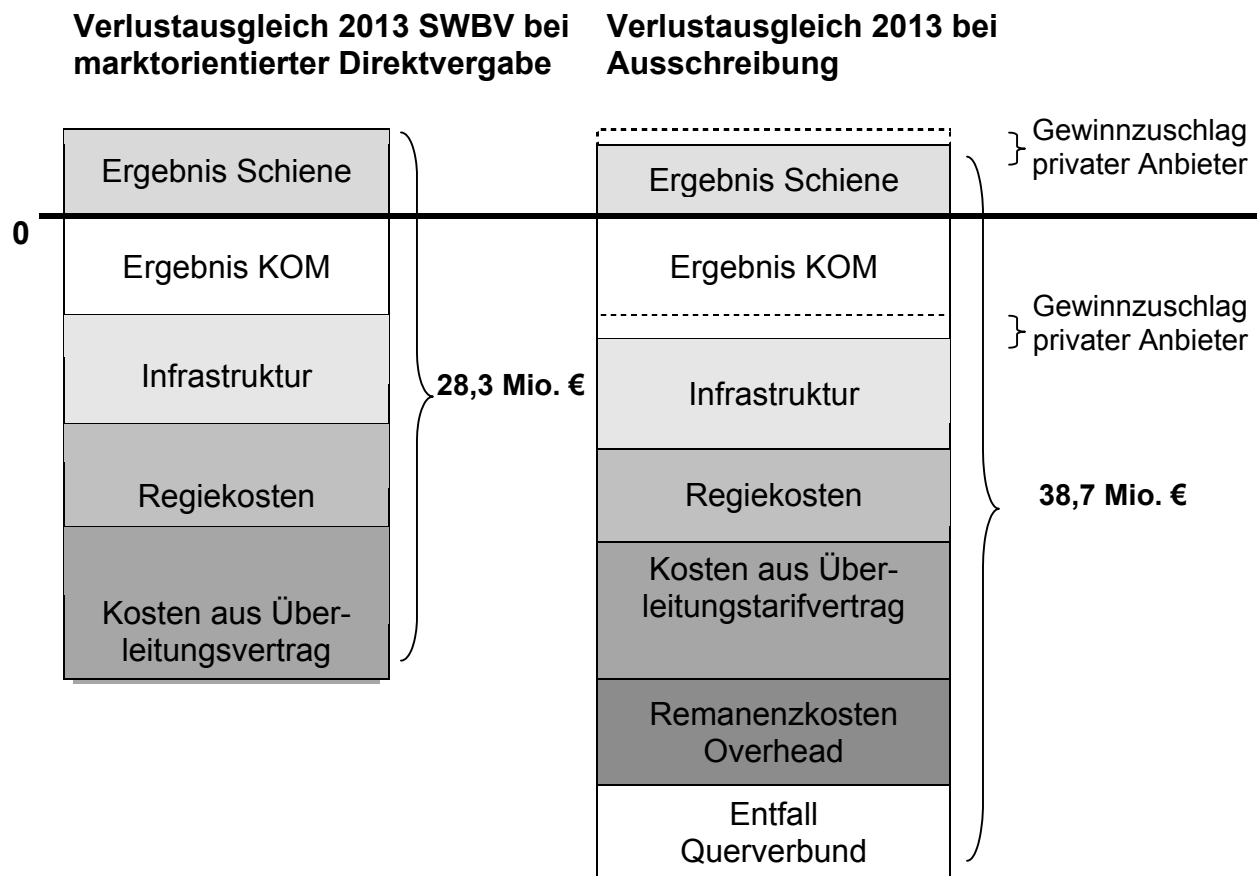 Verlustausgleich 2013 SWBV bei
marktorientierter Direktvergabe
Verlustausgleich 2013 bei
Ausschreibung
0
Ergebnis Schiene
Ergebnis KOM
Infrastruktur
Regiekosten
Kosten aus Über-
leitungsvertrag
28,3 Mio. €
Ergebnis Schiene
Ergebnis KOM
Infrastruktur
Regiekosten
Kosten aus Über-
leitungstarifvertrag
Remanenzkosten
Overhead
Entfall
Querverbund
Gewinnzuschlag
privater Anbieter
Gewinnzuschlag
privater Anbieter
38,7 Mio. €